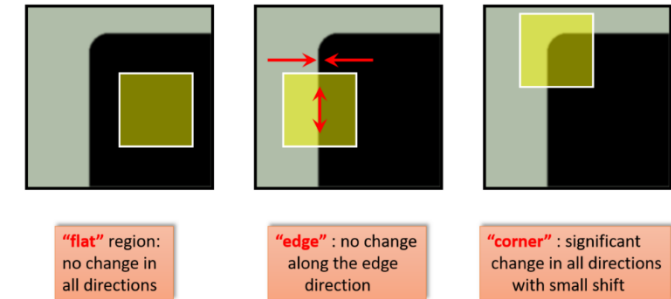 “flat” region:
no change in
all directions
“edge” : no change
along the edge
direction
“corner” : significant
change in all directions
with small shift